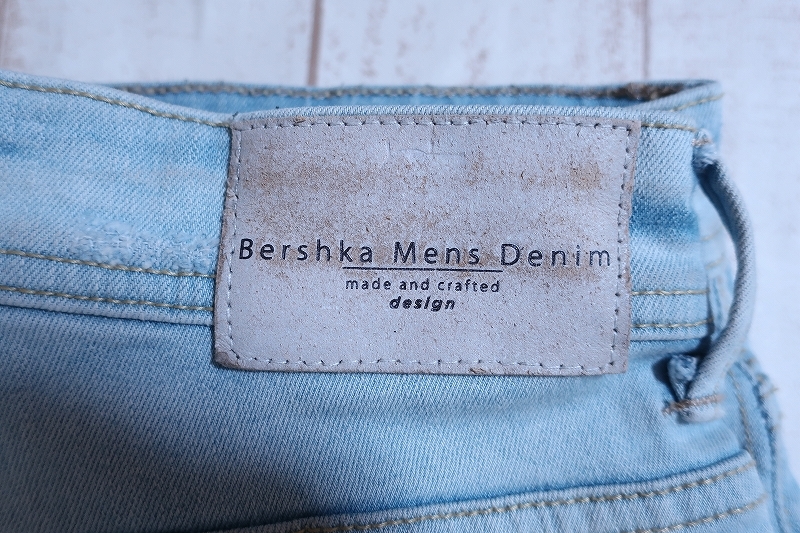 Bershka Mens Denim
made and crafted
design